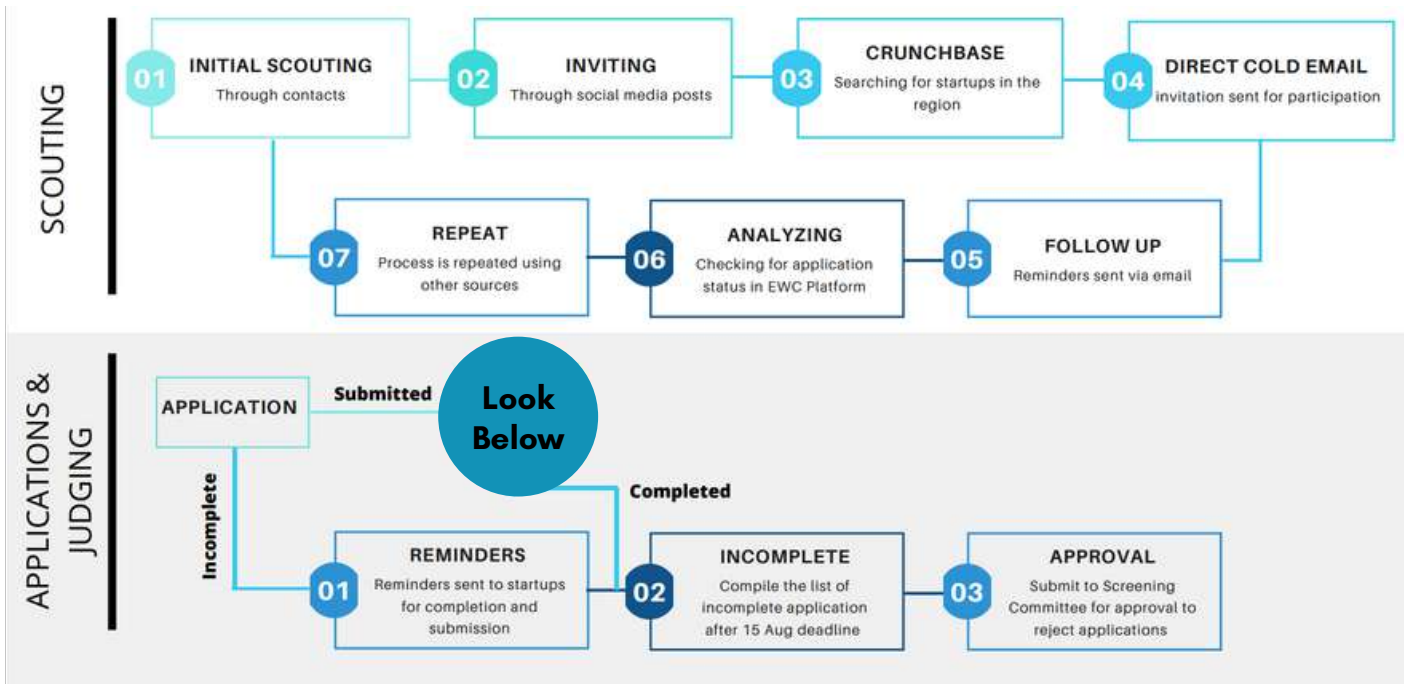 SCOUTING
01
INITIAL SCOUTING
Through contacts
02
INVITING
Through social media posts
03
CRUNCHBASE
Searching for startups in the
region
04
DIRECT COLD EMAIL
invitation sent for participation
07
REPEAT
Process is repeated using
other sources
06
ANALYZING
Checking for application
status in EWC Platform
05
FOLLOW UP
Reminders sent via email
APPLICATIONS &
JUDGING
APPLICATION
Submitted
Look
Below
Incomplete
Completed
01
REMINDERS
Reminders sent to startups
for completion and
submission
02
INCOMPLETE
Compile the list of
incomplete application
after 15 Aug deadline
03
APPROVAL
Submit to Screening
Committee for approval to
reject applications